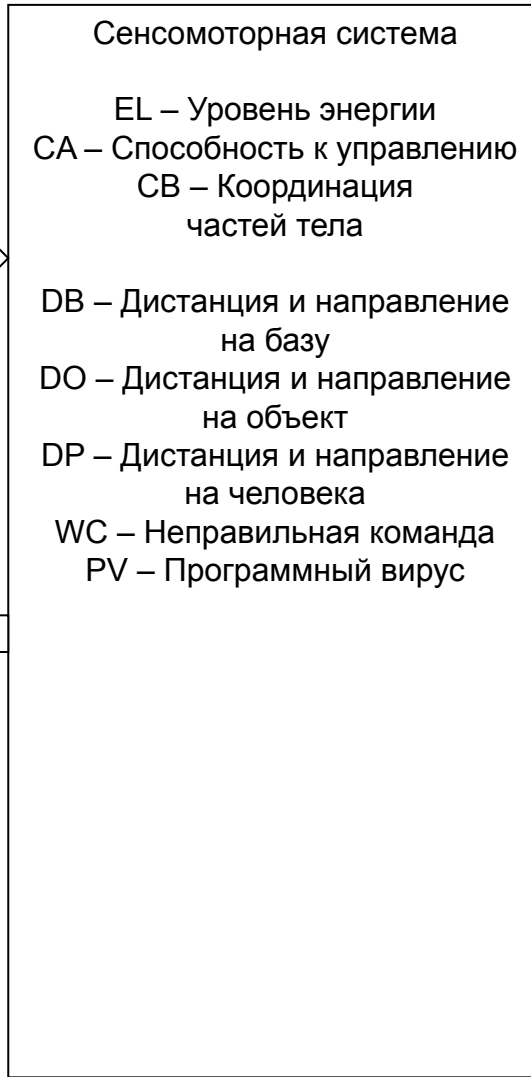 Сенсомоторная система
EL – Уровень энергии
CA – Способность к управлению
CB – Координация
частей тела
DB – Дистанция и направление
на базу
DO – Дистанция и направление
на объект
DP – Дистанция и направление
на человека
WC – Неправильная команда
PV – Программный вирус